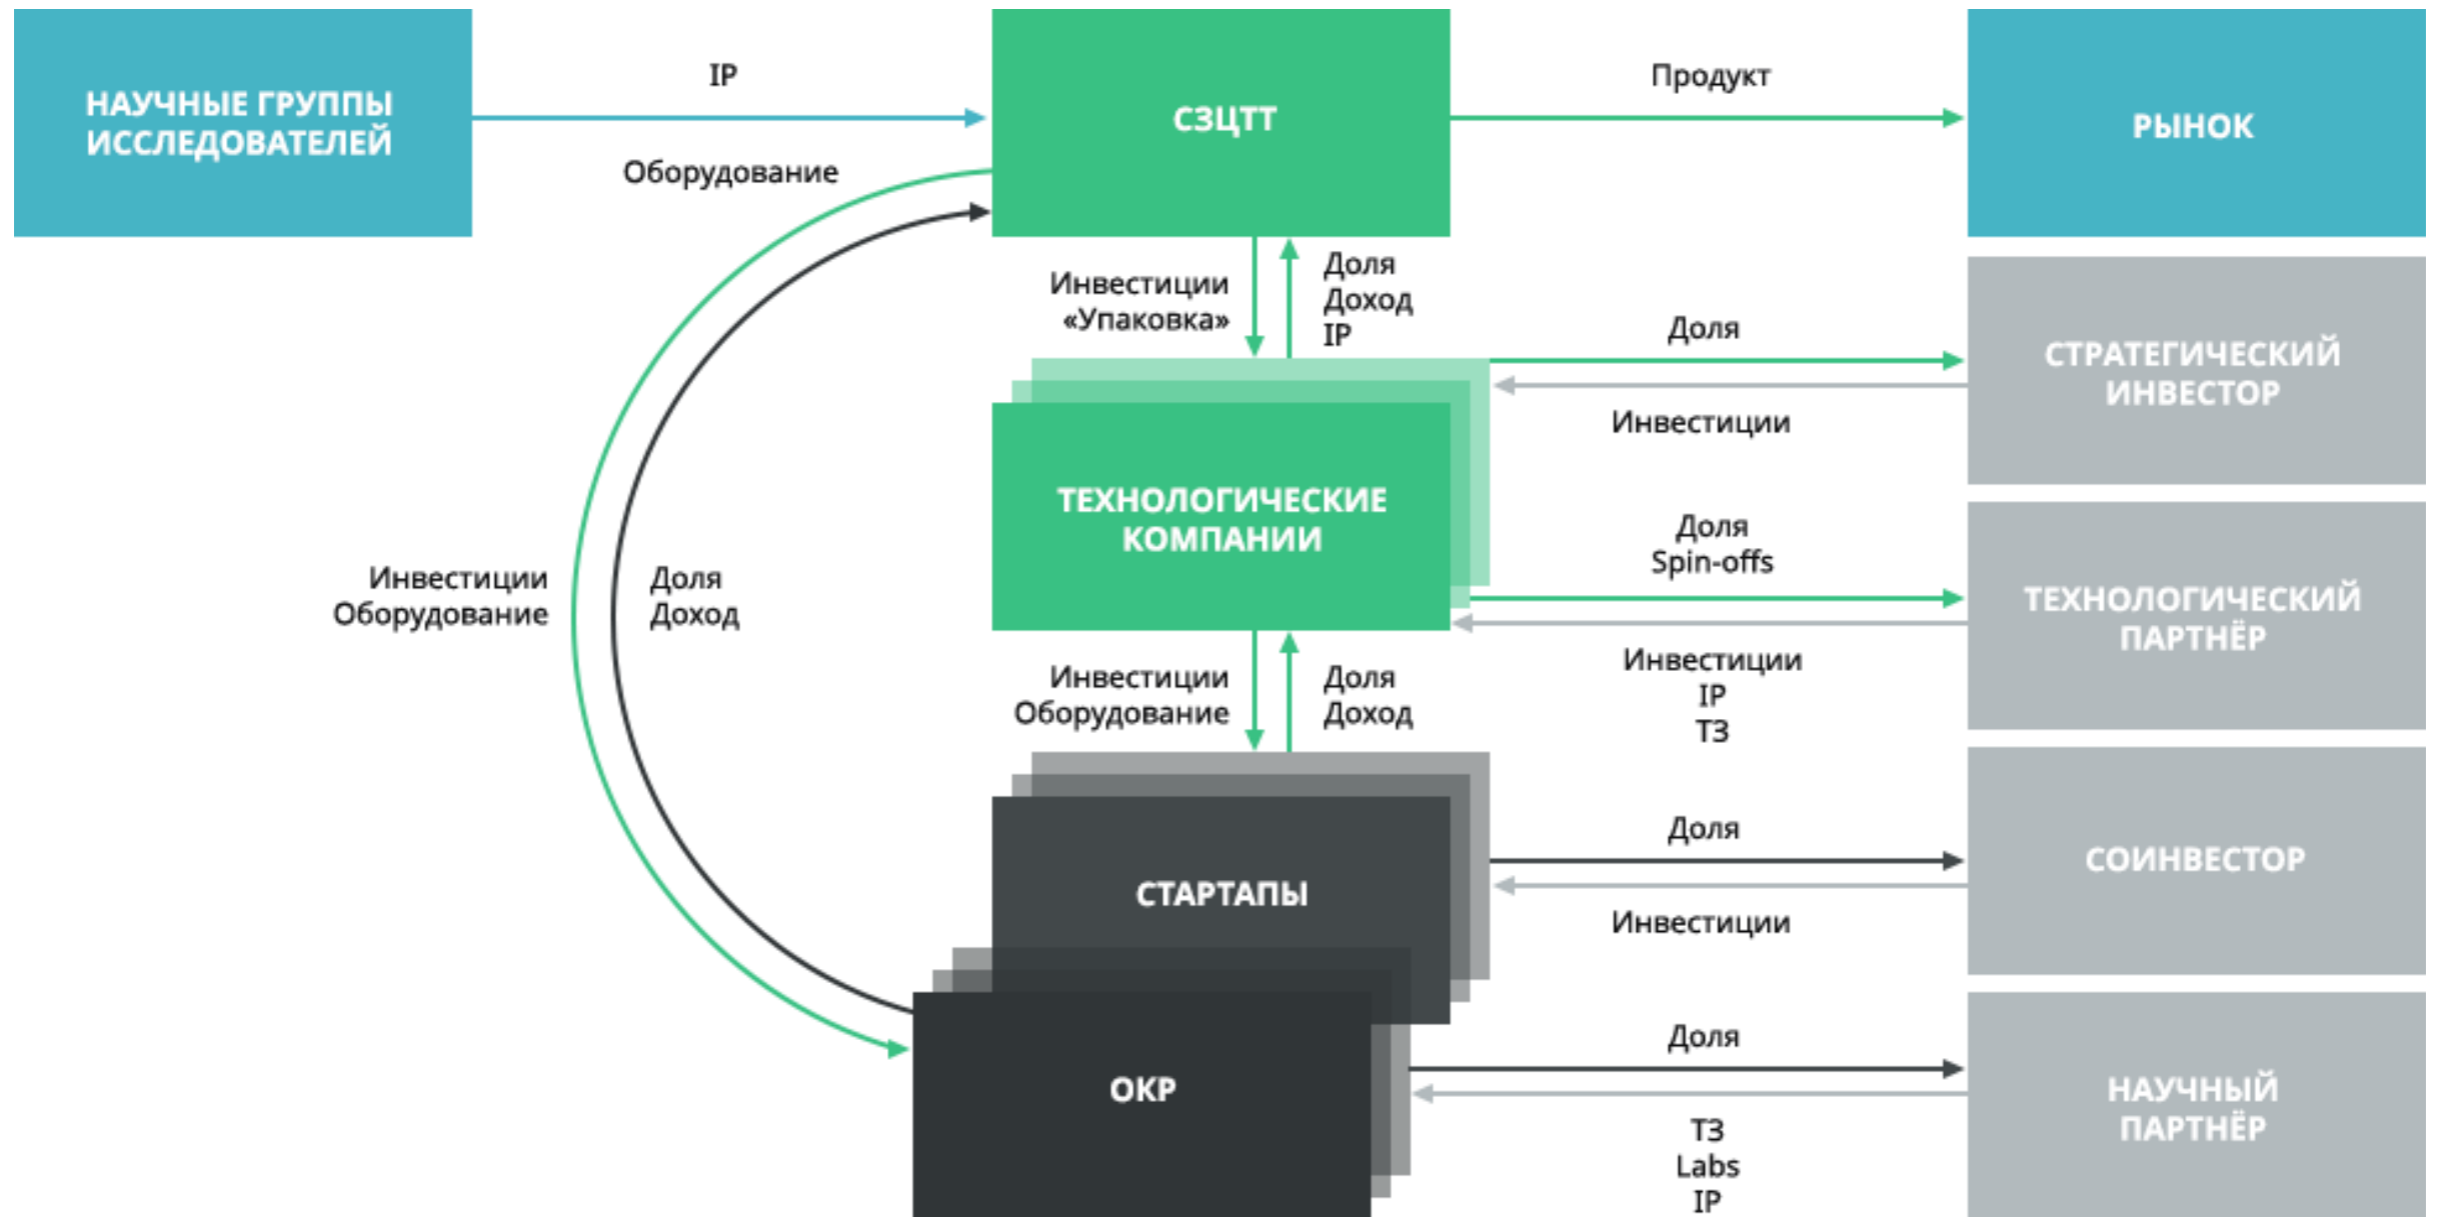 НАУЧНЫЕ ГРУППЫ
ИССЛЕДОВАТЕЛЕЙ
IP
Оборудование
СЗЦТТ
Продукт
РЫНОК
Инвестиции
«Упаковка»
Доля
Доход
IP
Доля
Инвестиции
СТРАТЕГИЧЕСКИЙ
ИНВЕСТОР
ТЕХНОЛОГИЧЕСКИЕ
КОМПАНИИ
Доля
Spin-offs
Инвестиции
IP
ТЗ
ТЕХНОЛОГИЧЕСКИЙ
ПАРТНЁР
Инвестиции
Оборудование
Доля
Доход
Инвестиции
Оборудование
Доля
Доход
СТАРТАПЫ
Доля
Инвестиции
СОИНВЕСТОР
ОКР
Доля
ТЗ
Labs
IP
НАУЧНЫЙ
ПАРТНЁР